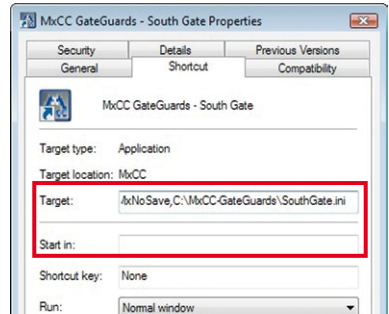 MxCC GateGuards - South Gate Properties
Security Details Previous Versions
General Shortcut Compatibility
MxCC GateGuards - South Gate
Target type: Application
Target location: MxCC
Target: /lxNoSave,C:\MxCC-GateGuards\SouthGate.ini
Start in:
Shortcut key: None
Run: Normal window